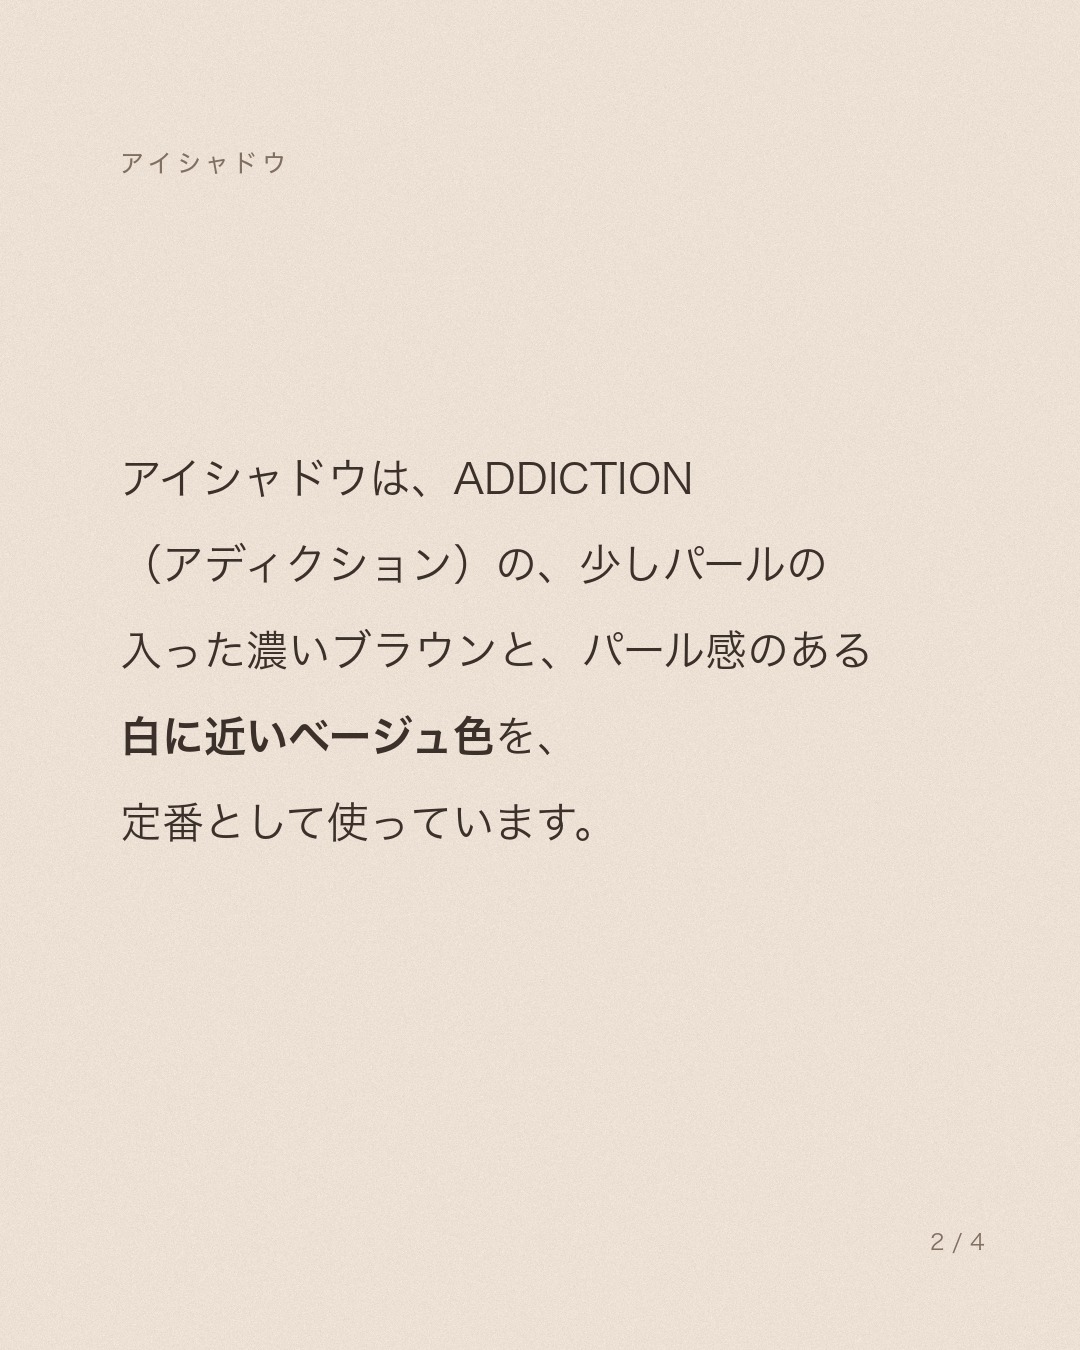 アイシャドウ
アイシャドウは、ADDICTION
（アディクション）の、少しパールの
入った濃いブラウンと、パール感のある
白に近いベージュ色を、
定番として使っています。
2 / 4